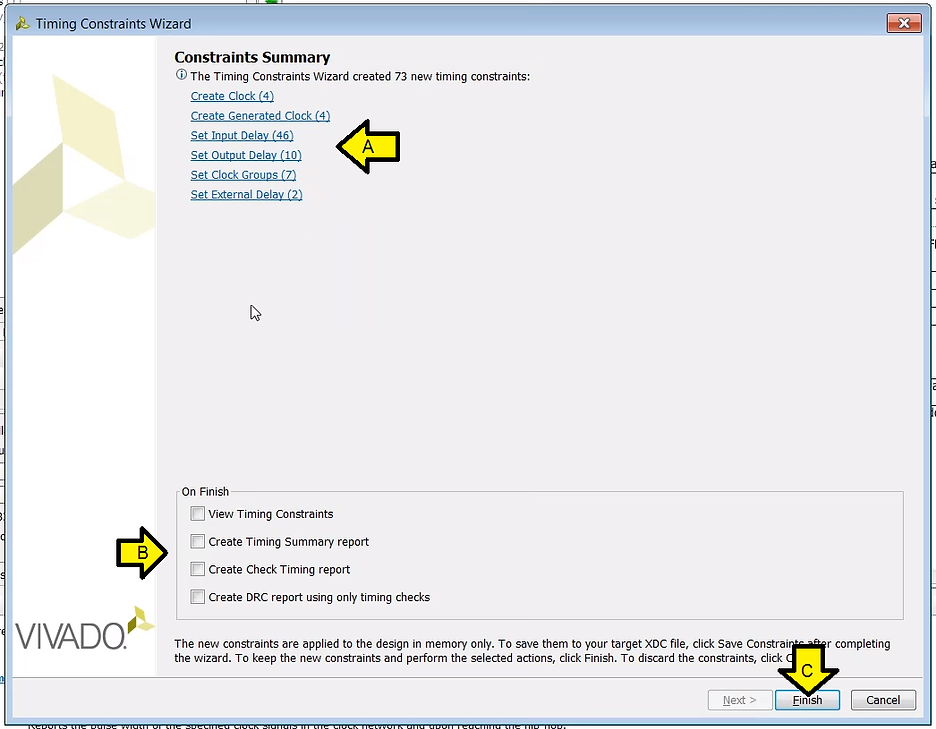 Timing Constraints Wizard
Constraints Summary
The Timing Constraints Wizard created 73 new timing constraints:
Create Clock (4)
Create Generated Clock (4)
Set Input Delay (46)
A
Set Output Delay (10)
Set Clock Groups (7)
Set External Delay (2)
On Finish
View Timing Constraints
Create Timing Summary report
B
Create Check Timing report
Create DRC report using only timing checks
VIVADO.
The new constraints are applied to the design in memory only. To save them to your target XDC file, click Save Constraints after completing
the wizard. To keep the new constraints and perform the selected actions, click Finish. To discard the constraints, click
C
Next >
Finish
Cancel